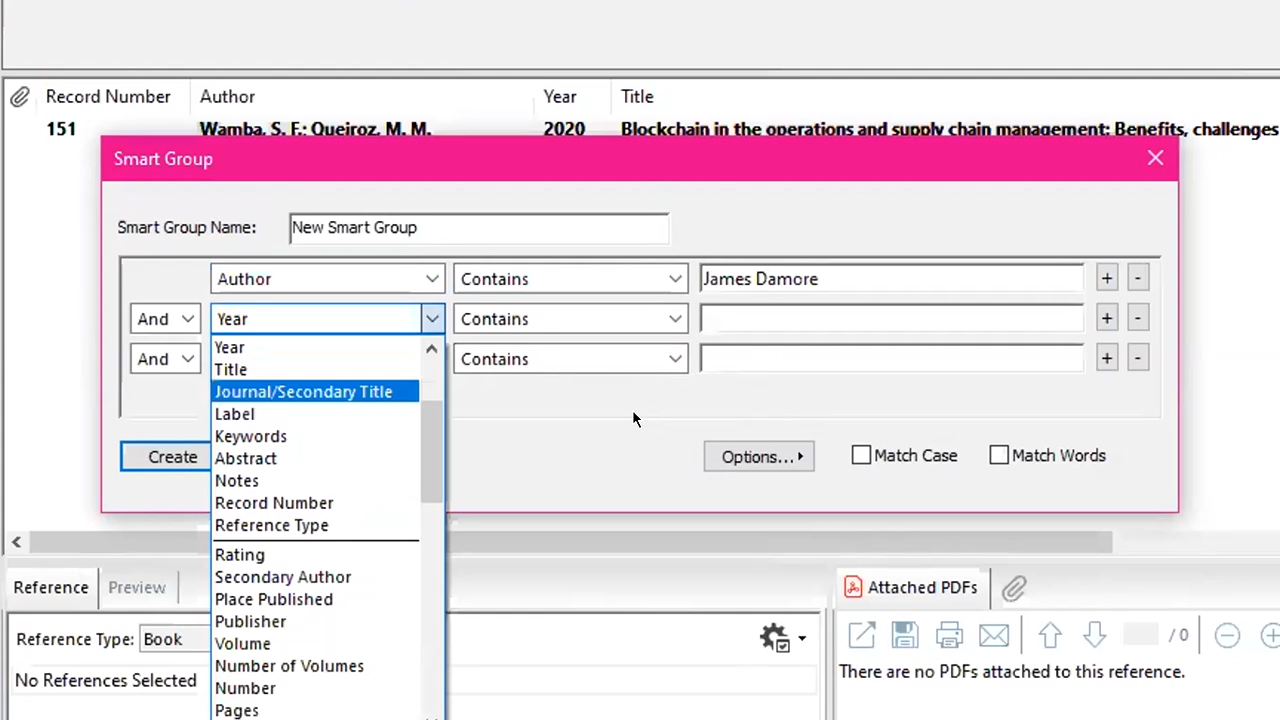 Record Number Author Year Title
151 Wamba, S. F.; Queiroz, M. M. 2020 Blockchain in the operations and supply chain management: Benefits, challenges
Smart Group
Smart Group Name: New Smart Group
Author Contains James Damore + -
And Year Contains + -
And Contains + -
Year
Title
Journal/Secondary Title
Label
Keywords
Abstract
Notes
Record Number
Reference Type
Rating
Secondary Author
Place Published
Publisher
Volume
Number of Volumes
Number
Pages
Create Options... Match Case Match Words
Reference Preview Attached PDFs
Reference Type: Book / 0
No References Selected There are no PDFs attached to this reference.